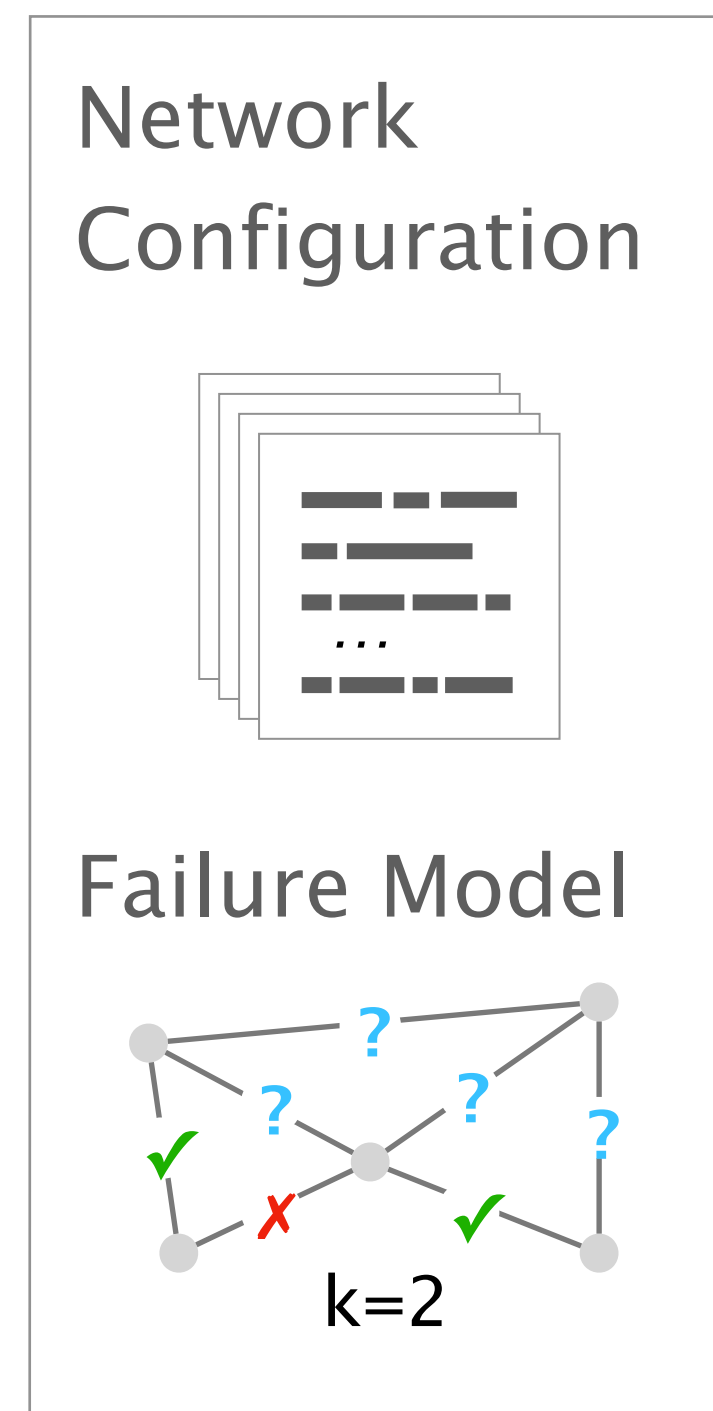 Network
Configuration
...
Failure Model
?
? ?
✓ ?
✗ ✓
k=2